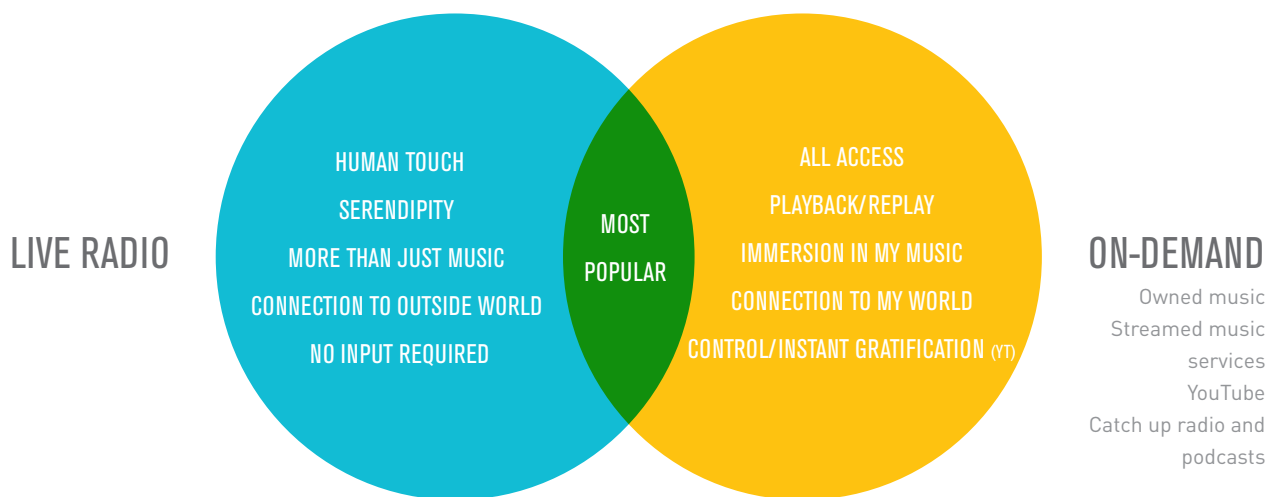 LIVE RADIO
HUMAN TOUCH
SERENDIPITY
MORE THAN JUST MUSIC
CONNECTION TO OUTSIDE WORLD
NO INPUT REQUIRED
MOST
POPULAR
ALL ACCESS
PLAYBACK/REPLAY
IMMERSION IN MY MUSIC
CONNECTION TO MY WORLD
CONTROL/INSTANT GRATIFICATION (YT)
ON-DEMAND
Owned music
Streamed music
services
YouTube
Catch up radio and
podcasts